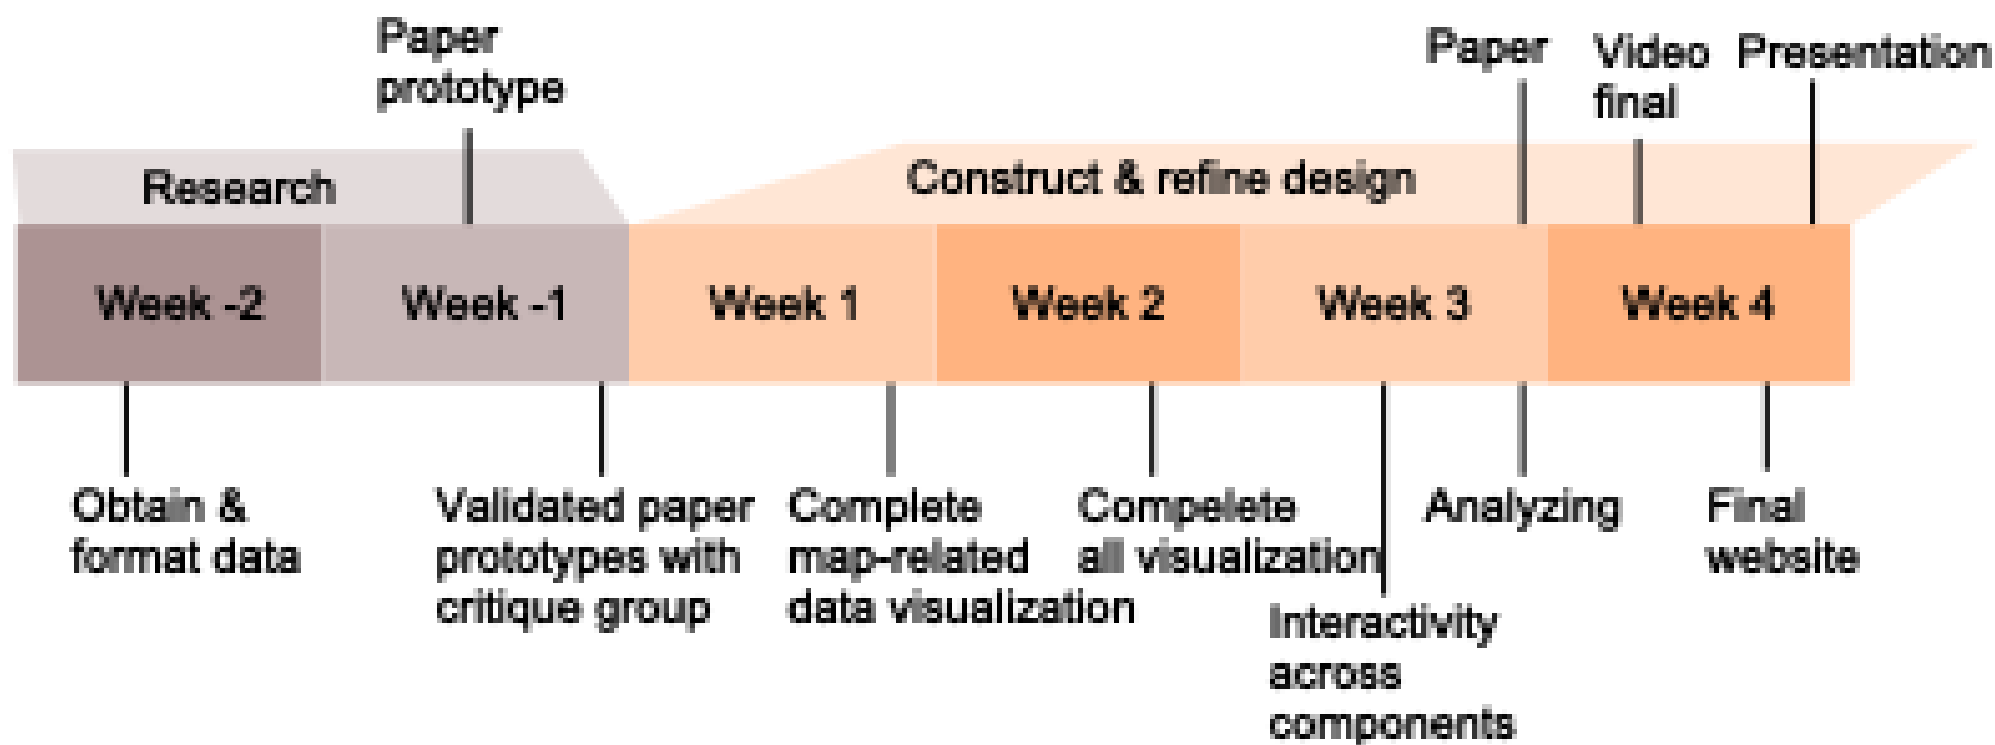 Paper
prototype
Paper
Video
final
Presentation
Research
Construct & refine design
Week -2
Week -1
Week 1
Week 2
Week 3
Week 4
Obtain &
format data
Validated paper
prototypes with
critique group
Complete
map-related
data visualization
Compelete
all visualization
Interactivity
across
components
Analyzing
Final
website